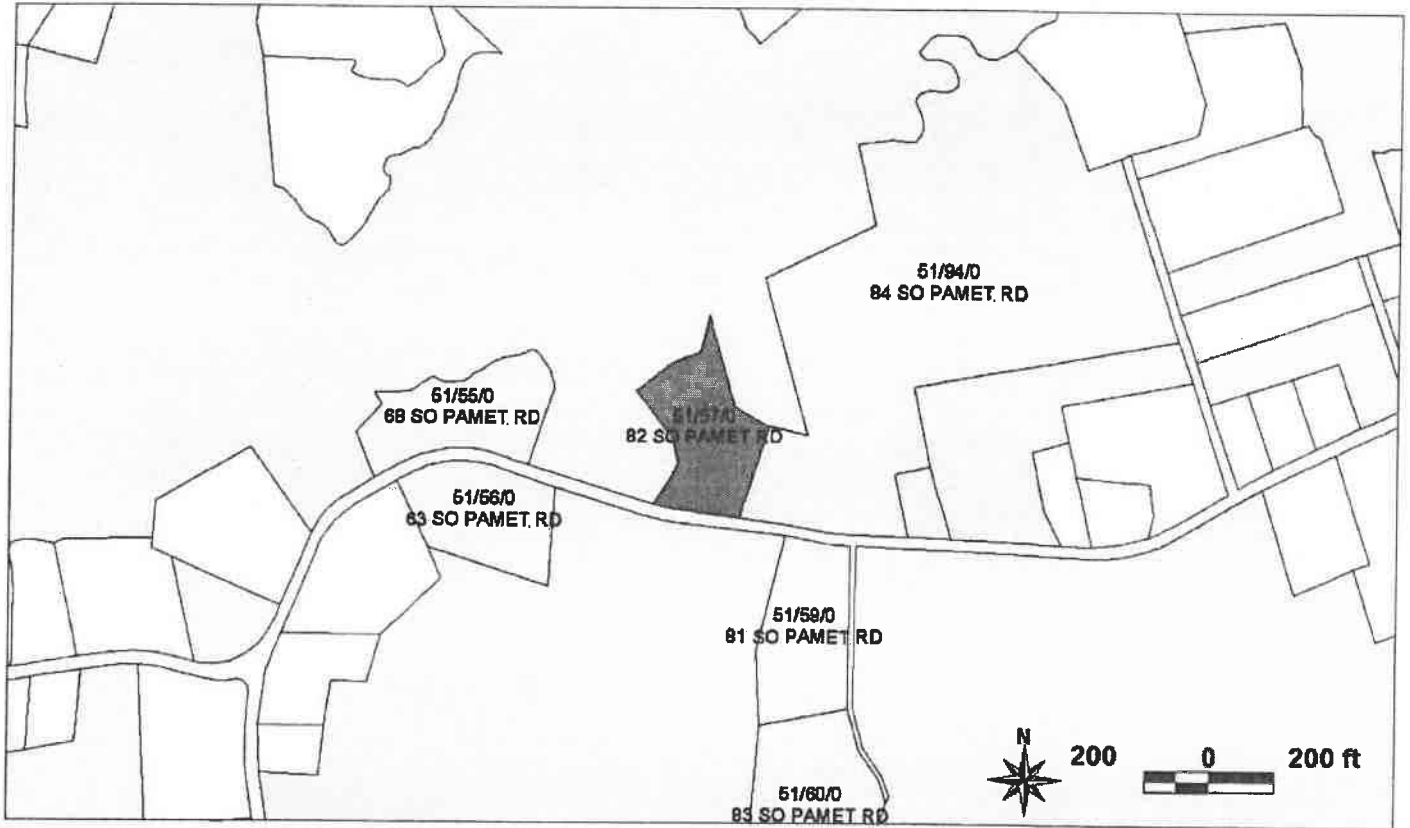 51/94/0
84 SO PAMET RD
51/55/0
68 SO PAMET RD
51/57/0
82 SO PAMET RD
51/56/0
63 SO PAMET RD
51/59/0
81 SO PAMET RD
N
200 0 200 ft
51/60/0
83 SO PAMET RD